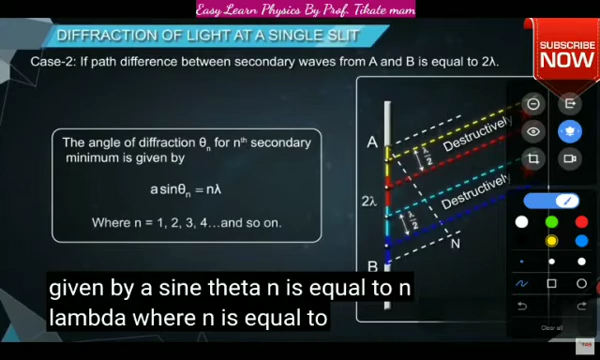 Easy Learn Physics By Prof. Tikate mam
DIFFRACTION OF LIGHT AT A SINGLE SLIT
SUBSCRIBE
NOW
Case-2: If path difference between secondary waves from A and B is equal to 2λ.
The angle of diffraction θn for nth secondary
minimum is given by
a sinθn = nλ
Where n = 1, 2, 3, 4...and so on.
A
Destructively
λ/2
2λ
Destructively
λ/2
N
B
given by a sine theta n is equal to n
lambda where n is equal to
Clear all